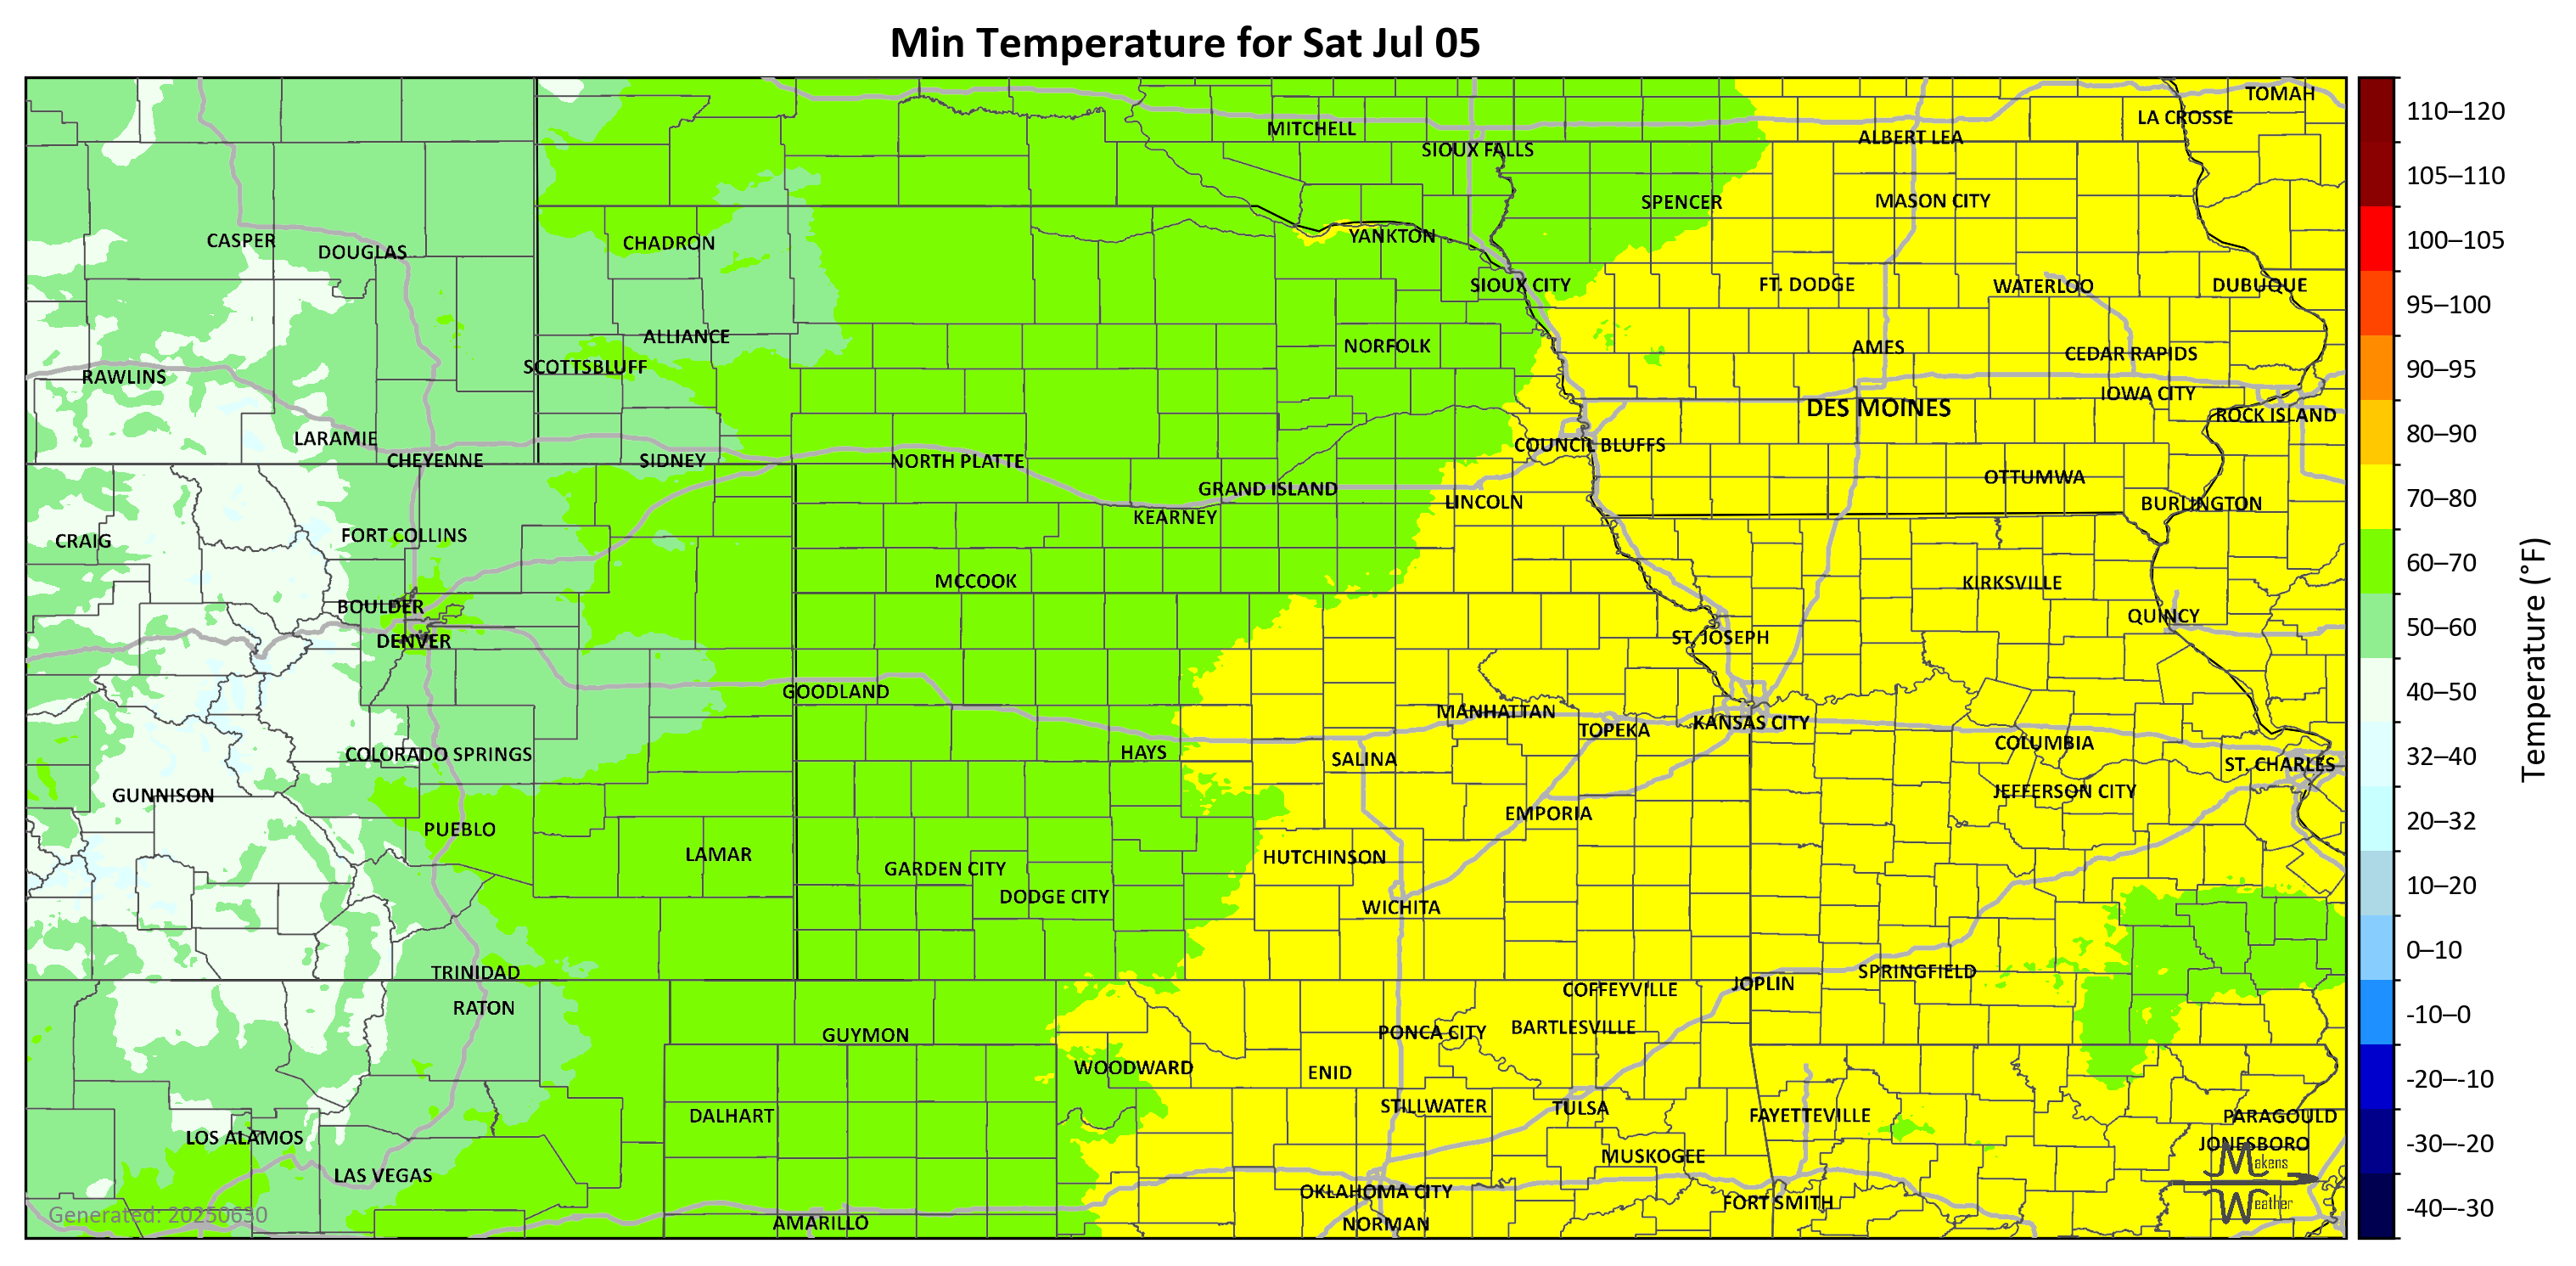 Min Temperature for Sat Jul 05
TOMAH
LA CROSSE
MITCHELL
ALBERT LEA
SIOUX FALLS
SPENCER
MASON CITY
CASPER
DOUGLAS
CHADRON
YANKTON
SIOUX CITY
FT. DODGE
WATERLOO
DUBUQUE
ALLIANCE
NORFOLK
AMES
CEDAR RAPIDS
SCOTTSBLUFF
RAWLINS
IOWA CITY
DES MOINES
ROCK ISLAND
LARAMIE
COUNCIL BLUFFS
CHEYENNE
SIDNEY
NORTH PLATTE
OTTUMWA
GRAND ISLAND
LINCOLN
BURLINGTON
KEARNEY
CRAIG
FORT COLLINS
MCCOOK
KIRKSVILLE
BOULDER
QUINCY
DENVER
ST. JOSEPH
GOODLAND
MANHATTAN
KANSAS CITY
TOPEKA
COLUMBIA
COLORADO SPRINGS
HAYS
SALINA
ST. CHARLES
GUNNISON
JEFFERSON CITY
EMPORIA
PUEBLO
LAMAR
HUTCHINSON
GARDEN CITY
DODGE CITY
WICHITA
TRINIDAD
SPRINGFIELD
JOPLIN
COFFEYVILLE
RATON
BARTLESVILLE
GUYMON
PONCA CITY
WOODWARD
ENID
STILLWATER
TULSA
DALHART
FAYETTEVILLE
PARAGOULD
LOS ALAMOS
JONESBORO
MUSKOGEE
LAS VEGAS
OKLAHOMA CITY
FORT SMITH
AMARILLO
NORMAN
Generated: 20250630
Makens
Weather
110–120
105–110
100–105
95–100
90–95
80–90
70–80
60–70
50–60
40–50
32–40
20–32
10–20
0–10
-10–0
-20–-10
-30–-20
-40–-30
Temperature (°F)